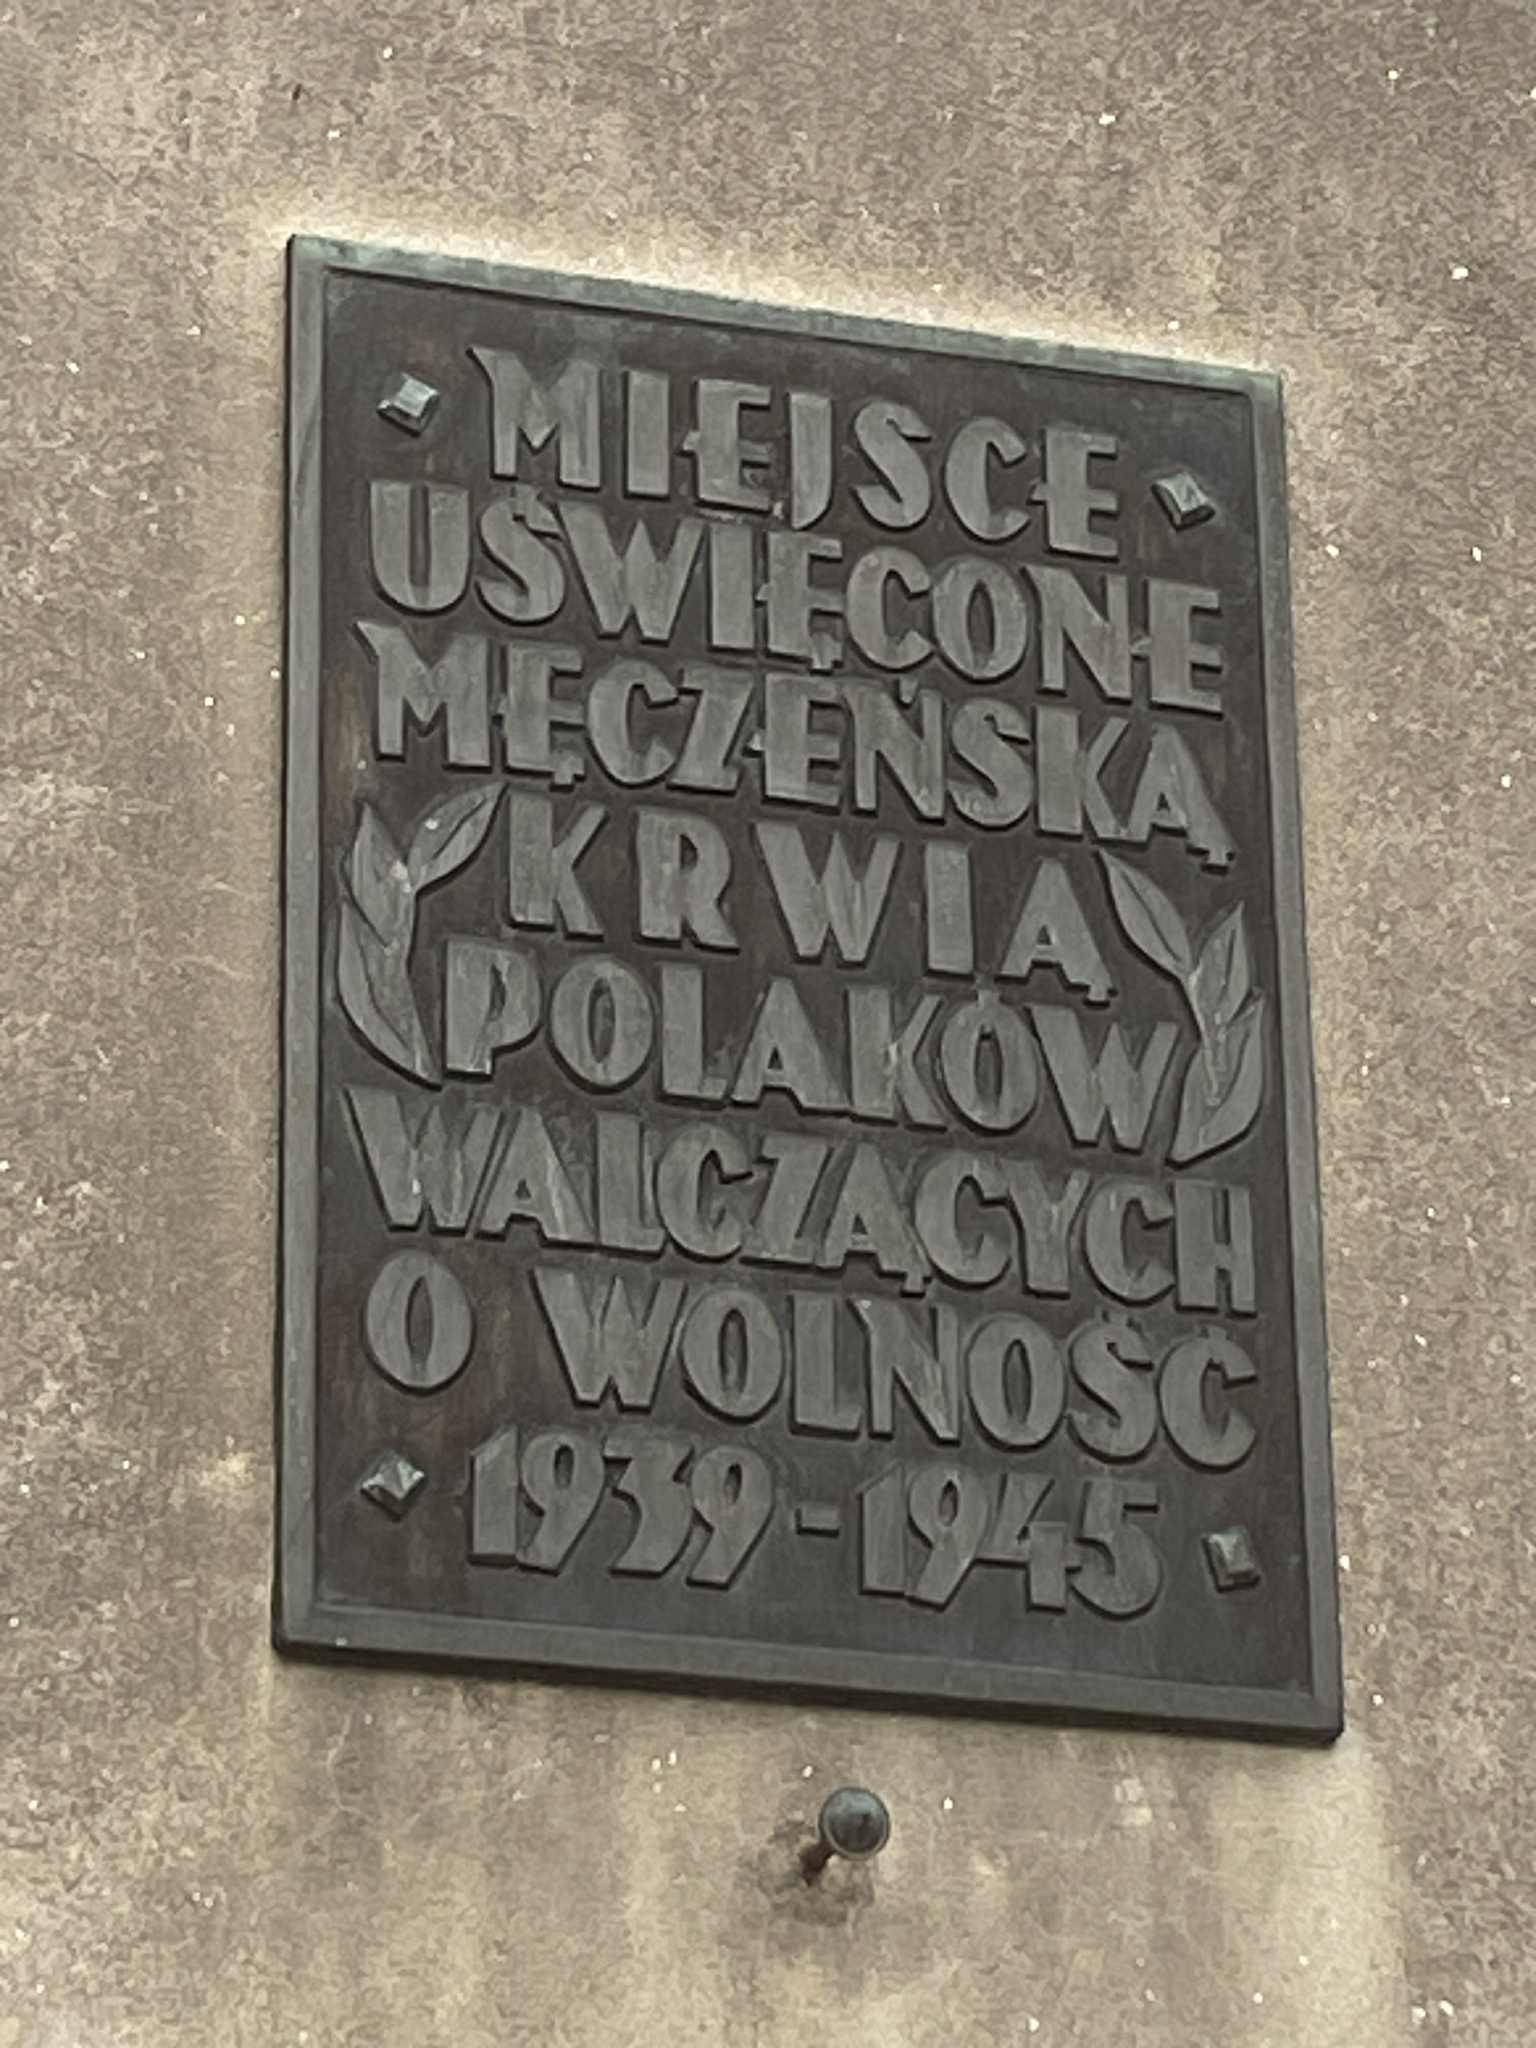 MIEJSCE
UŚWIĘCONE
MĘCZEŃSKĄ
KRWIĄ
POLAKÓW
WALCZĄCYCH
O WOLNOŚĆ
1939-1945